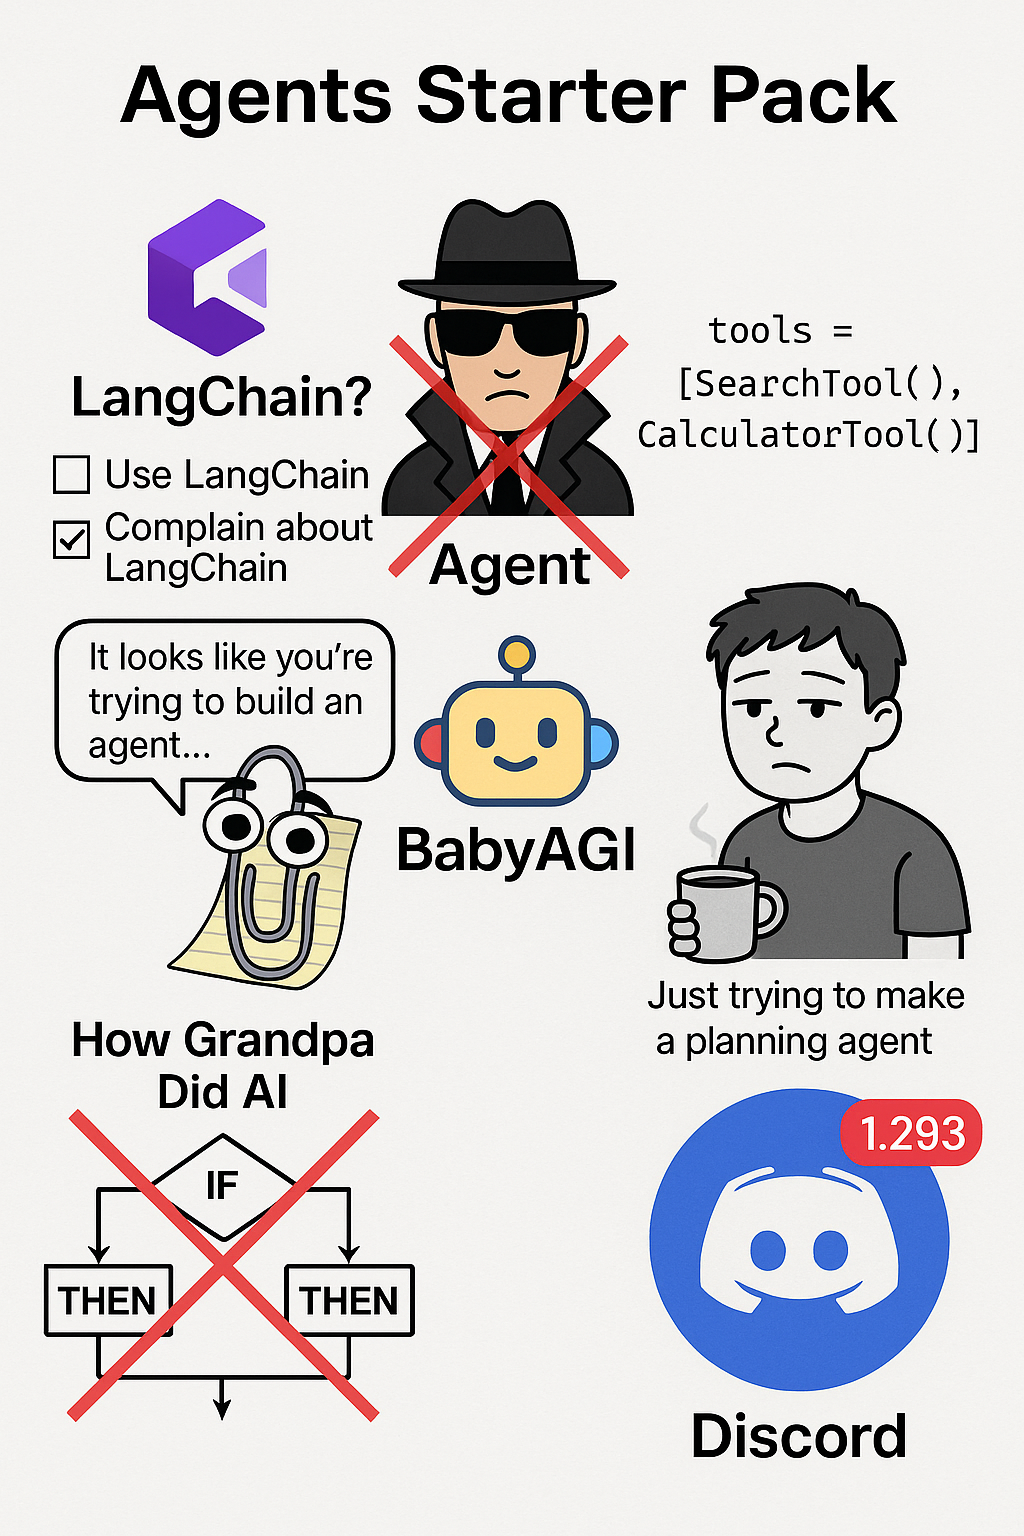 Agents Starter Pack
LangChain?
Use LangChain
Complain about
LangChain
Agent
tools =
[SearchTool(),
CalculatorTool()]
It looks like you're
trying to build an
agent...
BabyAGI
Just trying to make
a planning agent
How Grandpa
Did AI
IF
THEN
THEN
1.293
Discord